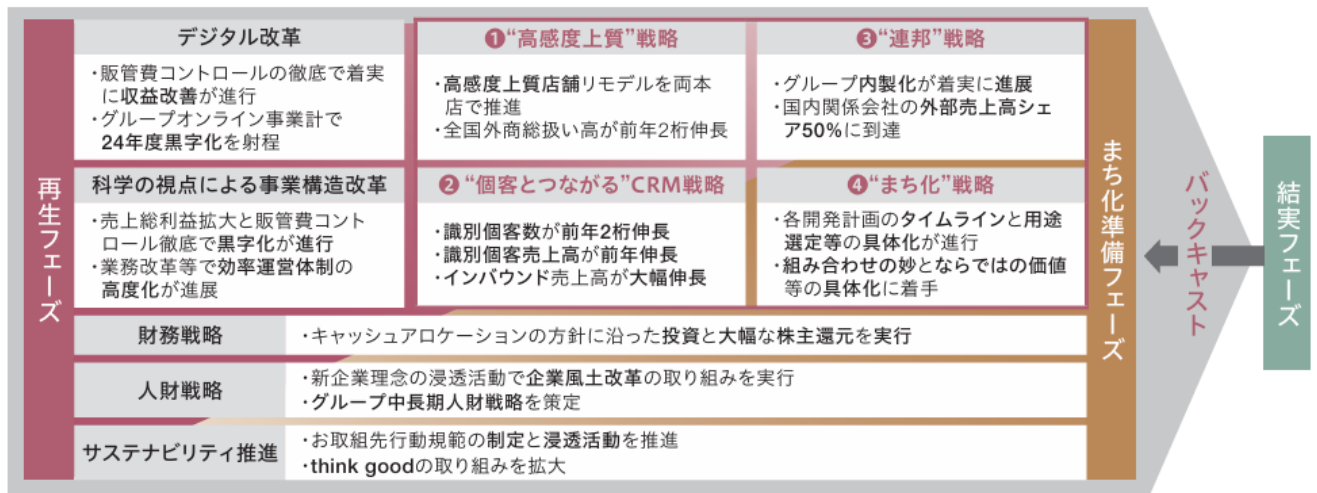 再生フェーズ
デジタル改革
・販管費コントロールの徹底で着実
に収益改善が進行
・グループオンライン事業計で
24年度黒字化を射程
❶“高感度上質”戦略
・高感度上質店舗リモデルを両本
店で推進
・全国外商総扱い高が前年2桁伸長
❸“連邦”戦略
・グループ内製化が着実に進展
・国内関係会社の外部売上高シェ
ア50%に到達
科学の視点による事業構造改革
・売上総利益拡大と販管費コント
ロール徹底で黒字化が進行
・業務改革等で効率運営体制の
高度化が進展
❷“個客とつながる”CRM戦略
・識別個客数が前年2桁伸長
・識別個客売上高が前年伸長
・インバウンド売上高が大幅伸長
❹“まち化”戦略
・各開発計画のタイムラインと用途
選定等の具体化が進行
・組み合わせの妙とならではの価値
等の具体化に着手
財務戦略
・キャッシュアロケーションの方針に沿った投資と大幅な株主還元を実行
人財戦略
・新企業理念の浸透活動で企業風土改革の取り組みを実行
・グループ中長期人財戦略を策定
サステナビリティ推進
・お取組先行動規範の制定と浸透活動を推進
・think goodの取り組みを拡大
まち化準備フェーズ
バックキャスト
結実フェーズ